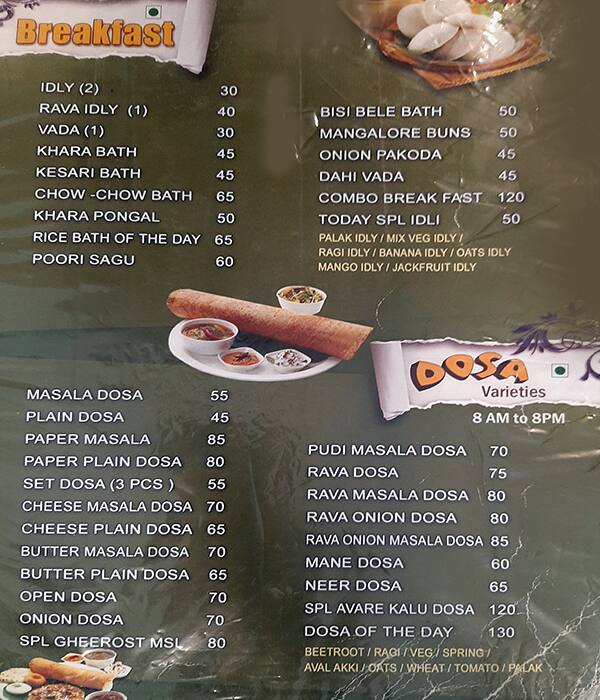 Breakfast
IDLY (2) 30
RAVA IDLY (1) 40
VADA (1) 30
KHARA BATH 45
KESARI BATH 45
CHOW -CHOW BATH 65
KHARA PONGAL 50
RICE BATH OF THE DAY 65
POORI SAGU 60
BISI BELE BATH 50
MANGALORE BUNS 50
ONION PAKODA 45
DAHI VADA 45
COMBO BREAK FAST 120
TODAY SPL IDLI 50
PALAK IDLY / MIX VEG IDLY /
RAGI IDLY / BANANA IDLY / OATS IDLY
MANGO IDLY / JACKFRUIT IDLY
DOSA
Varieties
8 AM to 8PM
MASALA DOSA 55
PLAIN DOSA 45
PAPER MASALA 85
PAPER PLAIN DOSA 80
SET DOSA (3 PCS ) 55
CHEESE MASALA DOSA 70
CHEESE PLAIN DOSA 65
BUTTER MASALA DOSA 70
BUTTER PLAIN DOSA 65
OPEN DOSA 70
ONION DOSA 70
SPL GHEEROST MSL 80
PUDI MASALA DOSA 70
RAVA DOSA 75
RAVA MASALA DOSA 80
RAVA ONION DOSA 80
RAVA ONION MASALA DOSA 85
MANE DOSA 60
NEER DOSA 65
SPL AVARE KALU DOSA 120
DOSA OF THE DAY 130
BEETROOT / RAGI / VEG / SPRING /
AVAL AKKI / OATS / WHEAT / TOMATO / PALAK